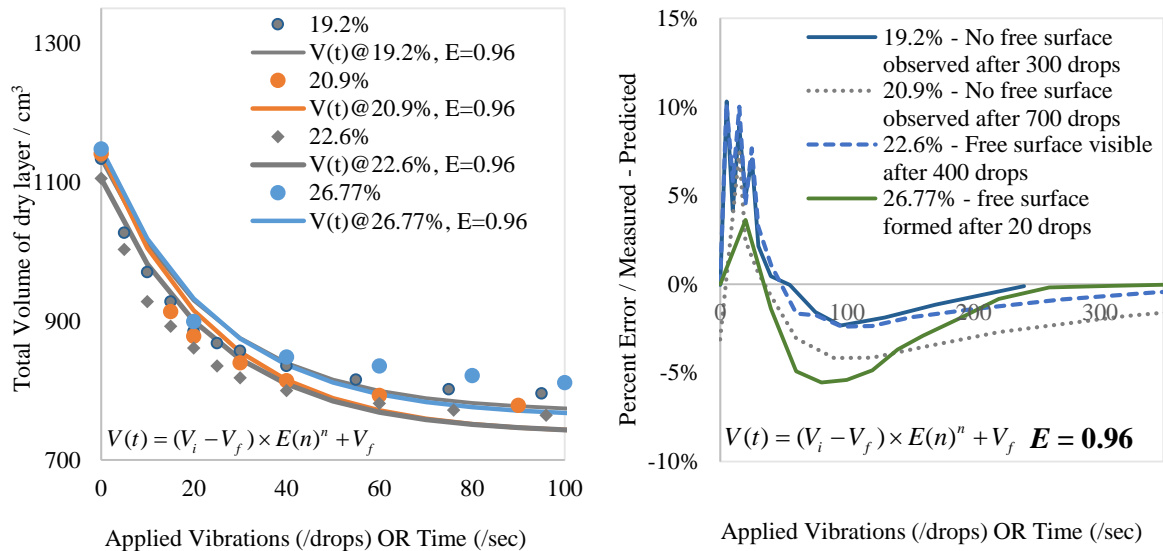 1300
1100
900
700
Total Volume of dry layer / cm³
19.2%
V(t)@19.2%, E=0.96
20.9%
V(t)@20.9%, E=0.96
22.6%
V(t)@22.6%, E=0.96
26.77%
V(t)@26.77%, E=0.96
V(t) = (V_i − V_f) × E(n)^n + V_f
0 20 40 60 80 100
Applied Vibrations (/drops) OR Time (/sec)
15%
10%
5%
0%
-5%
-10%
Percent Error / Measured - Predicted
19.2% - No free surface
observed after 300 drops
20.9% - No free surface
observed after 700 drops
22.6% - Free surface visible
after 400 drops
26.77% - free surface
formed after 20 drops
0 100 200 300
V(t) = (V_i − V_f) × E(n)^n + V_f E = 0.96
Applied Vibrations (/drops) OR Time (/sec)